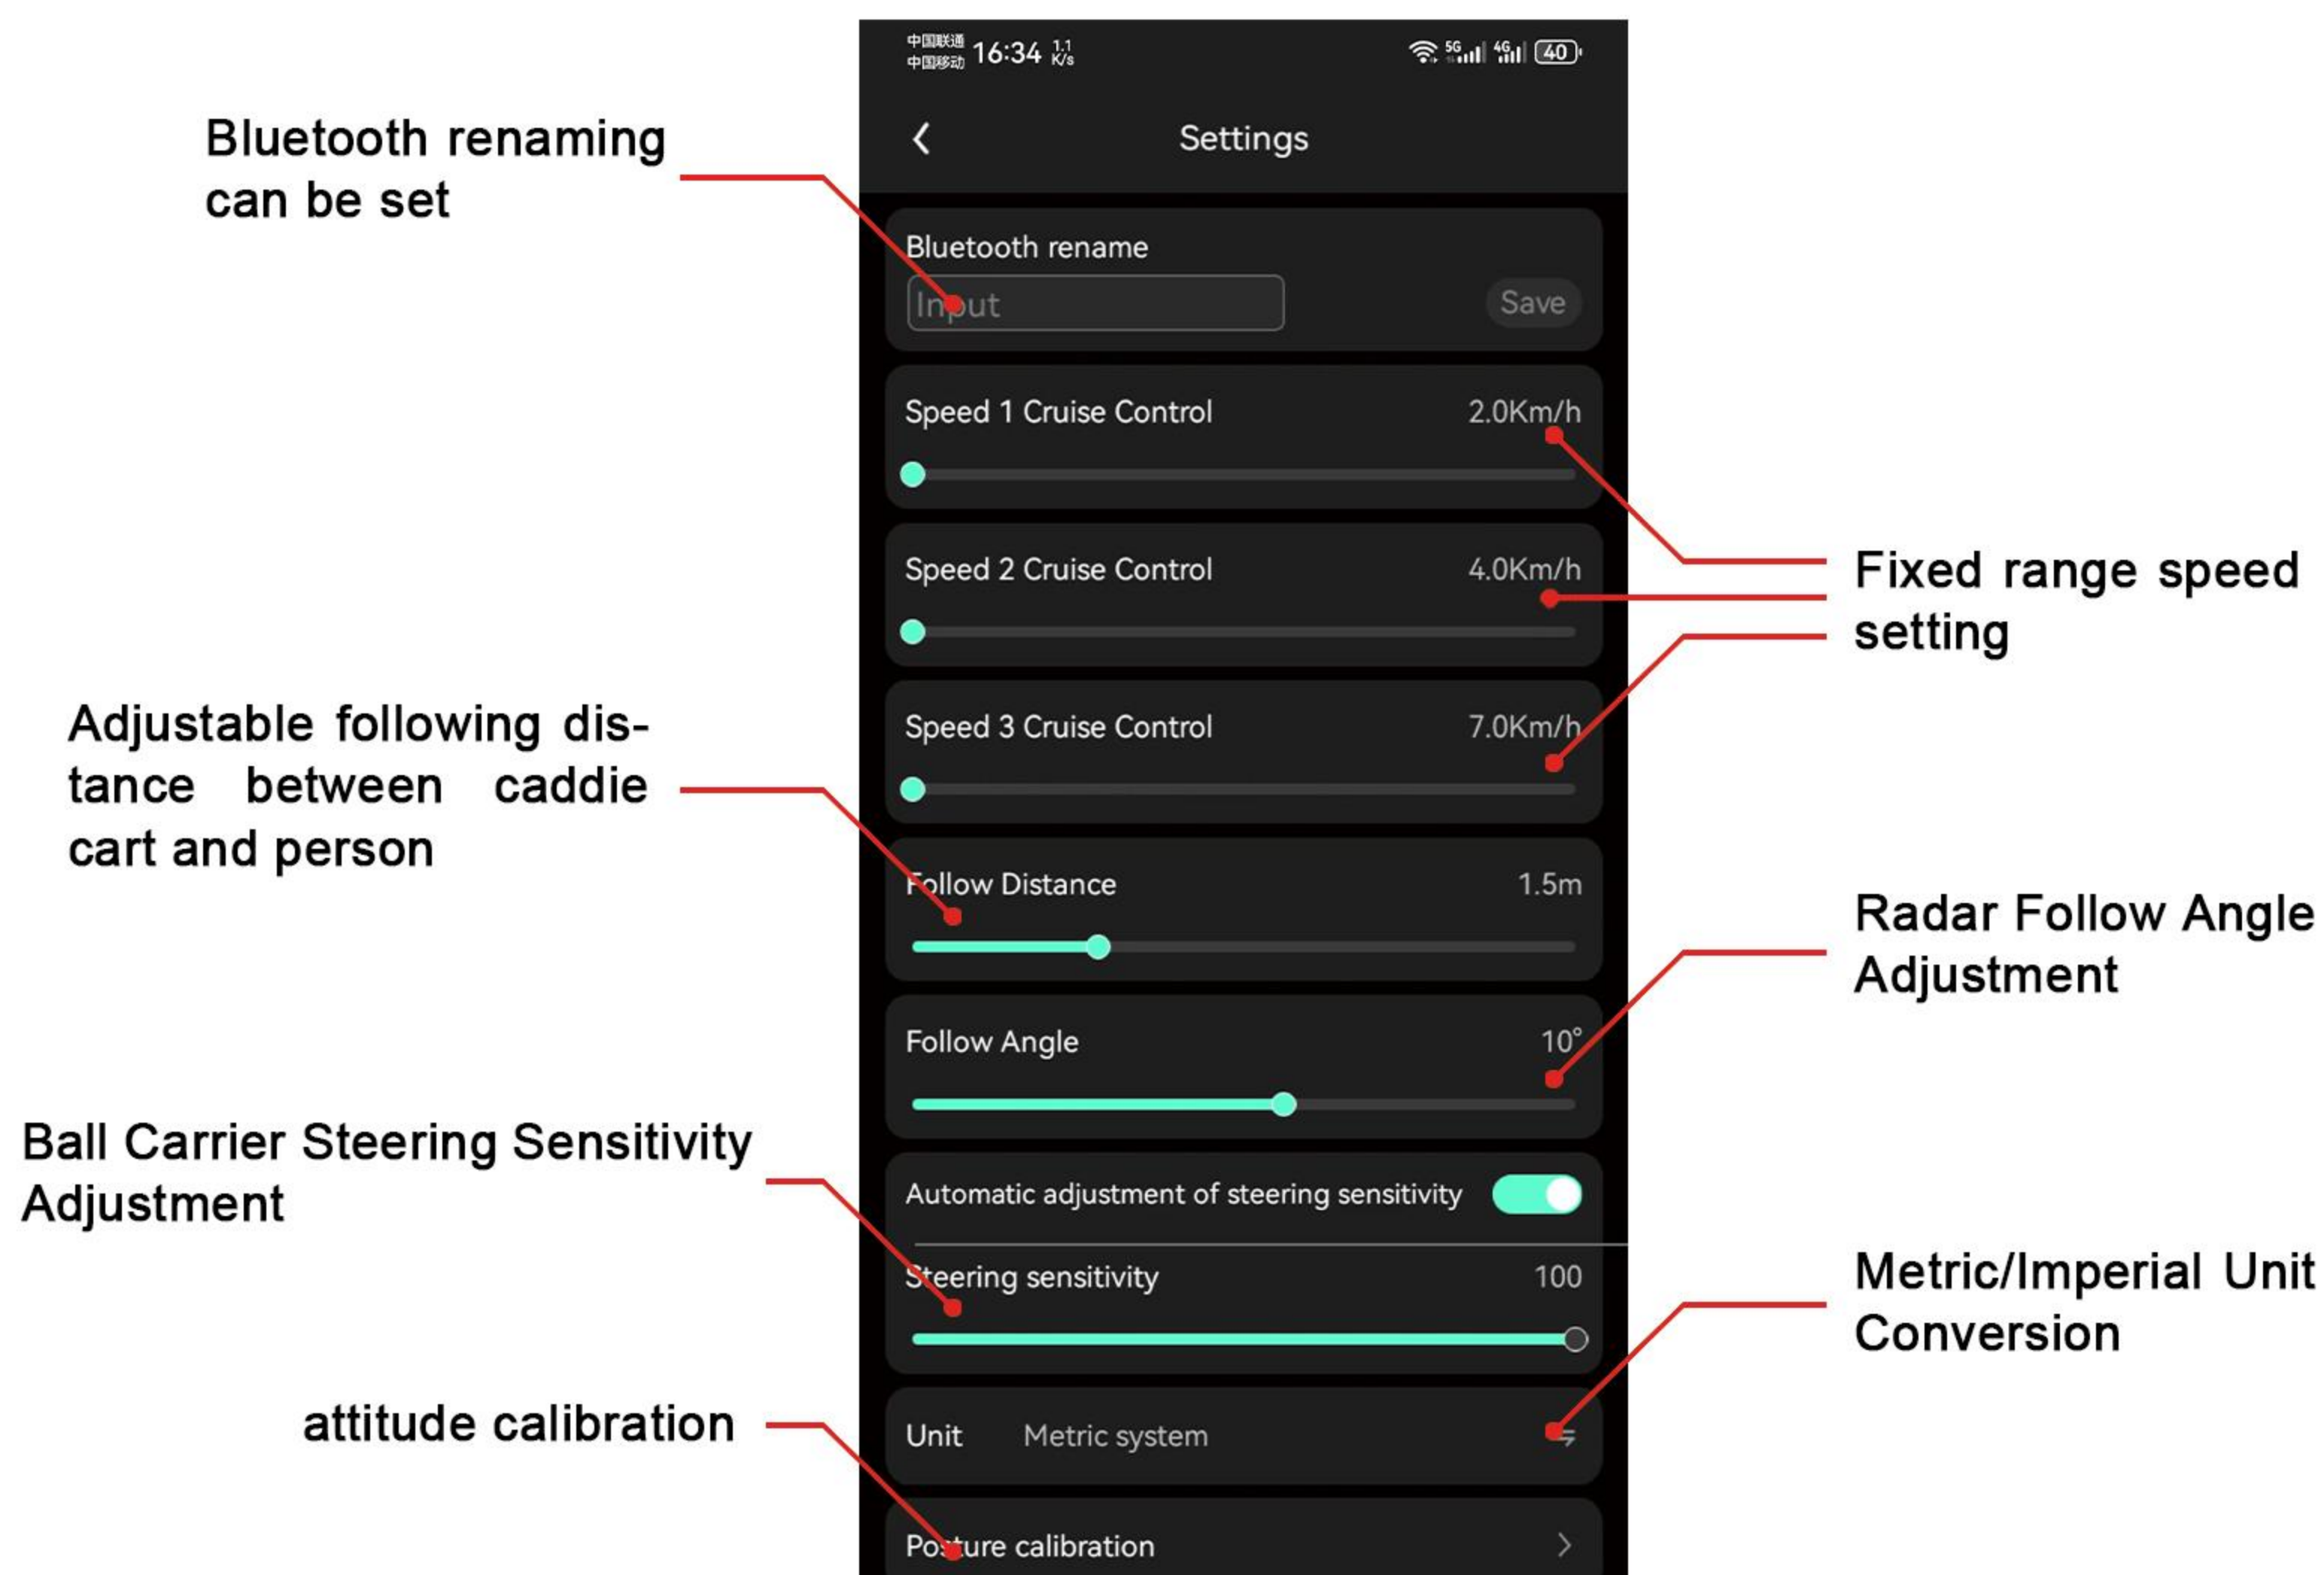 中国联通
中国移动
16:34
1.1
K/s
5G
4G
40
Settings
Bluetooth renaming
can be set
Bluetooth rename
Input
Save
Speed 1 Cruise Control
2.0Km/h
Speed 2 Cruise Control
4.0Km/h
Fixed range speed
setting
Speed 3 Cruise Control
7.0Km/h
Adjustable following dis-
tance between caddie
cart and person
Follow Distance
1.5m
Radar Follow Angle
Adjustment
Follow Angle
10°
Ball Carrier Steering Sensitivity
Adjustment
Automatic adjustment of steering sensitivity
Steering sensitivity
100
Metric/Imperial Unit
Conversion
attitude calibration
Unit
Metric system
Posture calibration